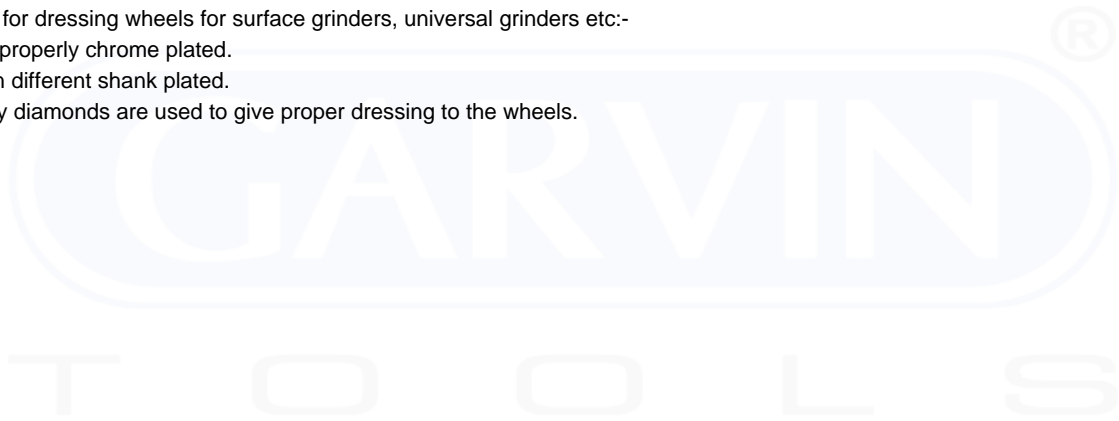 for dressing wheels for surface grinders, universal grinders etc:-
properly chrome plated.
different shank plated.
diamonds are used to give proper dressing to the wheels.
GARVIN ®
TOOLS